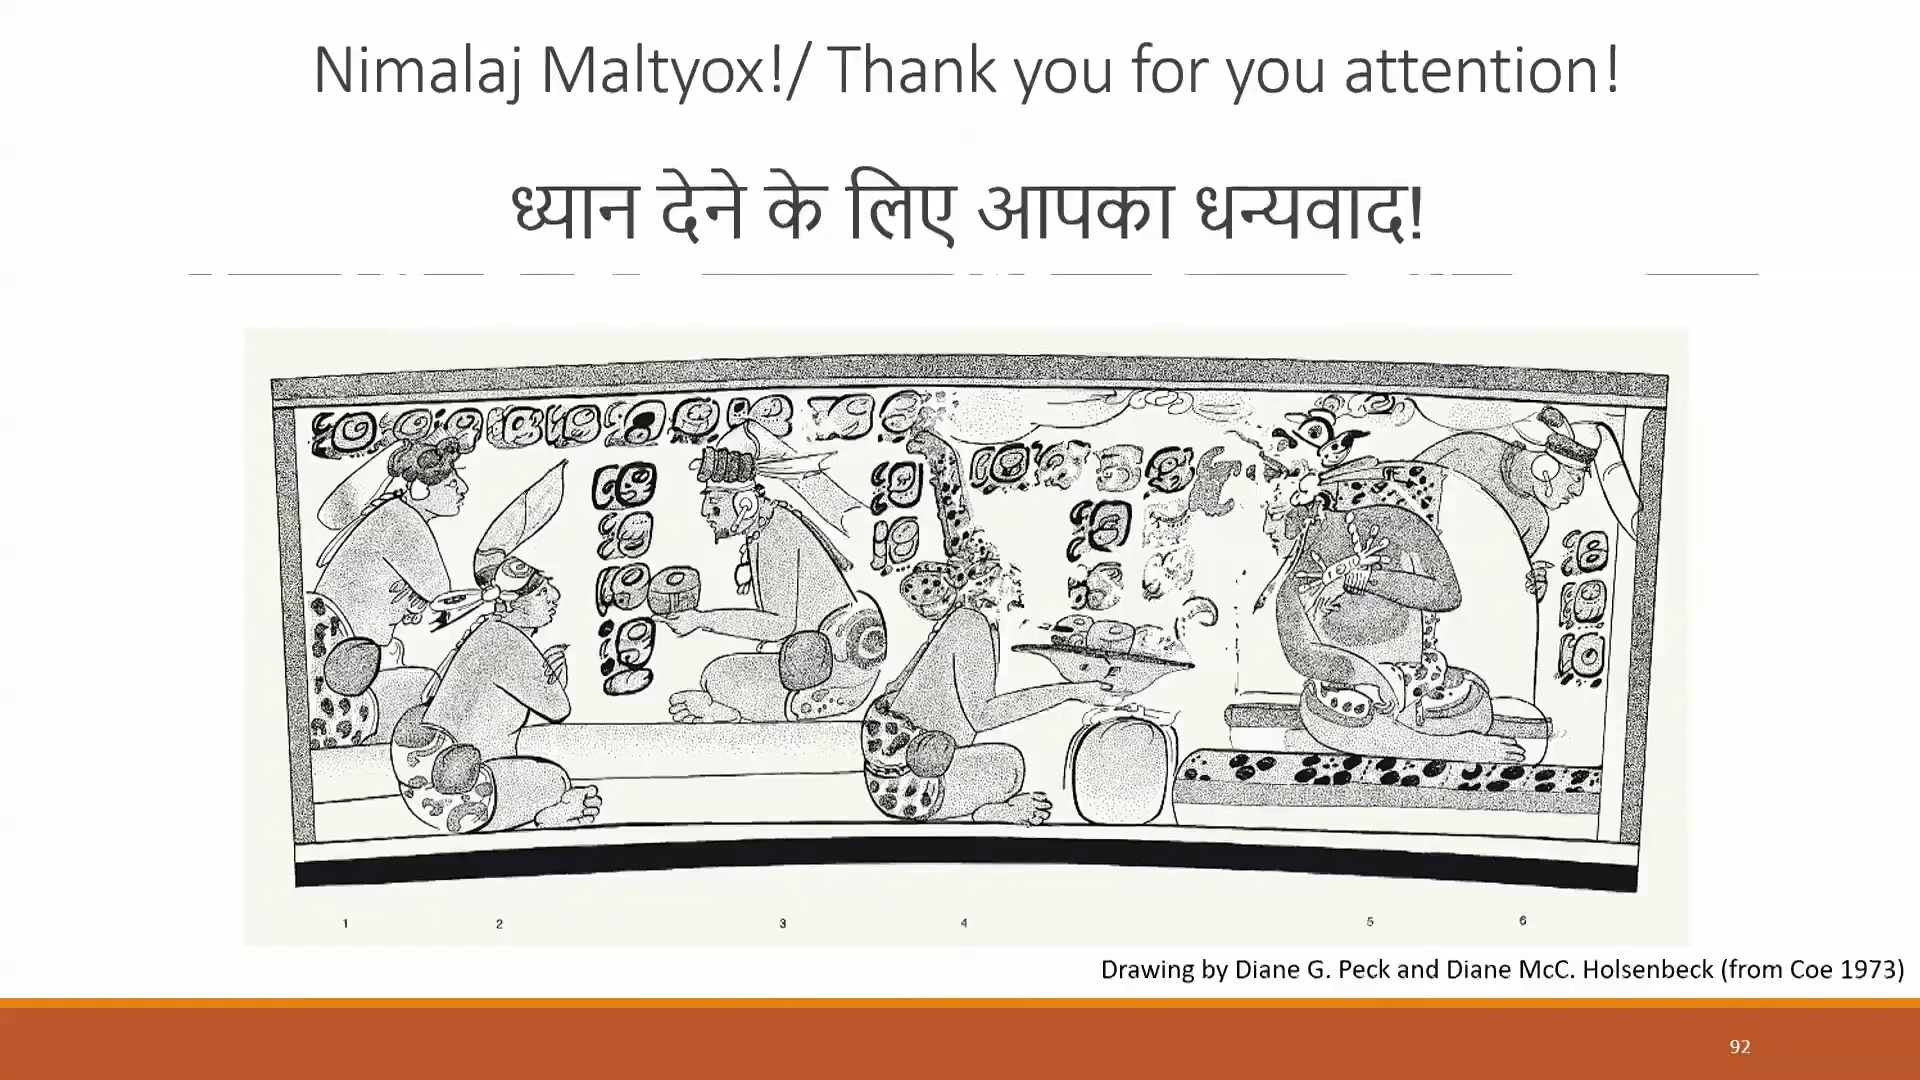 Nimalaj Maltyox!/ Thank you for you attention!
ध्यान देने के लिए आपका धन्यवाद!
1 2 3 4 5 6
Drawing by Diane G. Peck and Diane McC. Holsenbeck (from Coe 1973)
92